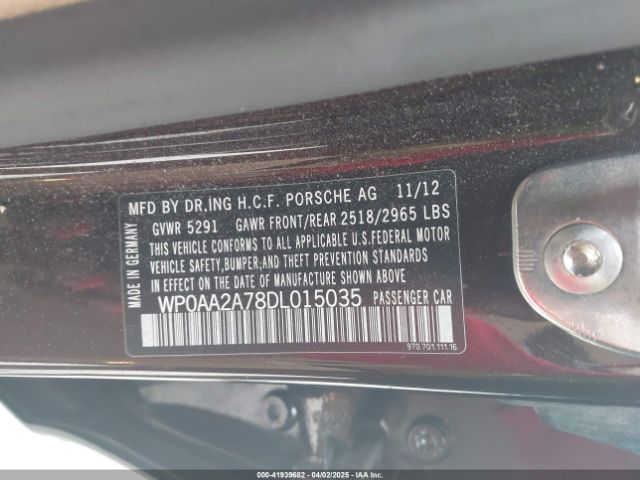 MFD BY DR.ING H.C.F. PORSCHE AG 11/12
GVWR 5291 GAWR FRONT/REAR 2518/2965 LBS
THIS VEHICLE CONFORMS TO ALL APPLICABLE U.S.FEDERAL MOTOR
VEHICLE SAFETY,BUMPER,AND THEFT PREVENTION STANDARDS
IN EFFECT ON THE DATE OF MANUFACTURE SHOWN ABOVE
WP0AA2A78DL015035 PASSENGER CAR
MADE IN GERMANY
970.701.111.16
000-41939682 - 04/02/2025 - IAAI.COM